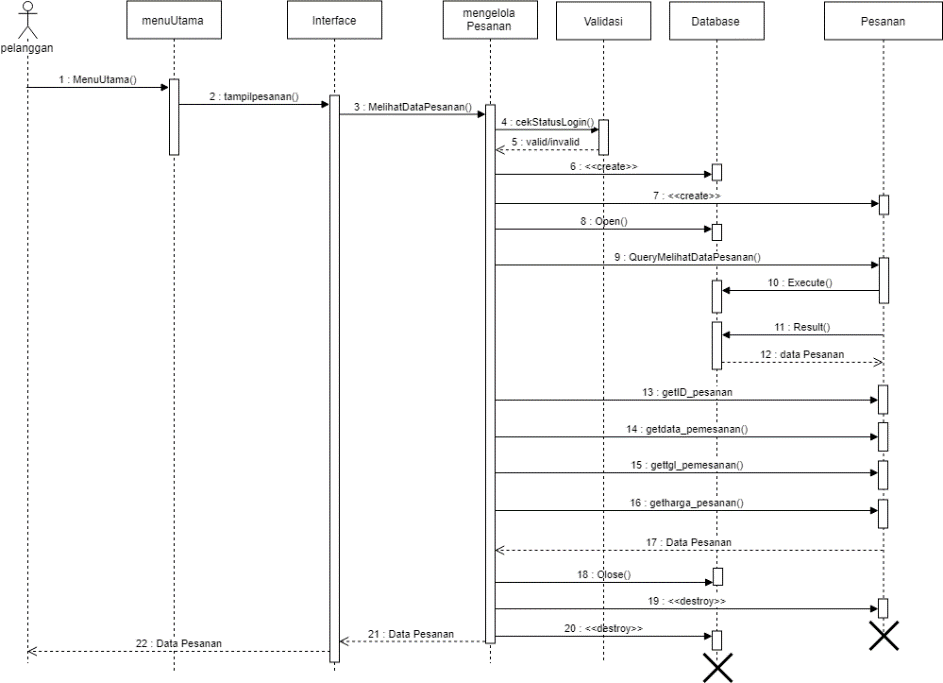 menuUtama
Interface
mengelola
Pesanan
Validasi
Database
Pesanan
pelanggan
1 : MenuUtama()
2 : tampilpesanan()
3 : MelihatDataPesanan()
4 : cekStatusLogin()
5 : valid/invalid
6 : <<create>>
7 : <<create>>
8 : Open()
9 : QueryMelihatDataPesanan()
10 : Execute()
11 : Result()
12 : data Pesanan
13 : getID_pesanan
14 : getdata_pemesanan()
15 : gettgl_pemesanan()
16 : getharga_pesanan()
17 : Data Pesanan
18 : Close()
19 : <<destroy>>
20 : <<destroy>>
21 : Data Pesanan
22 : Data Pesanan